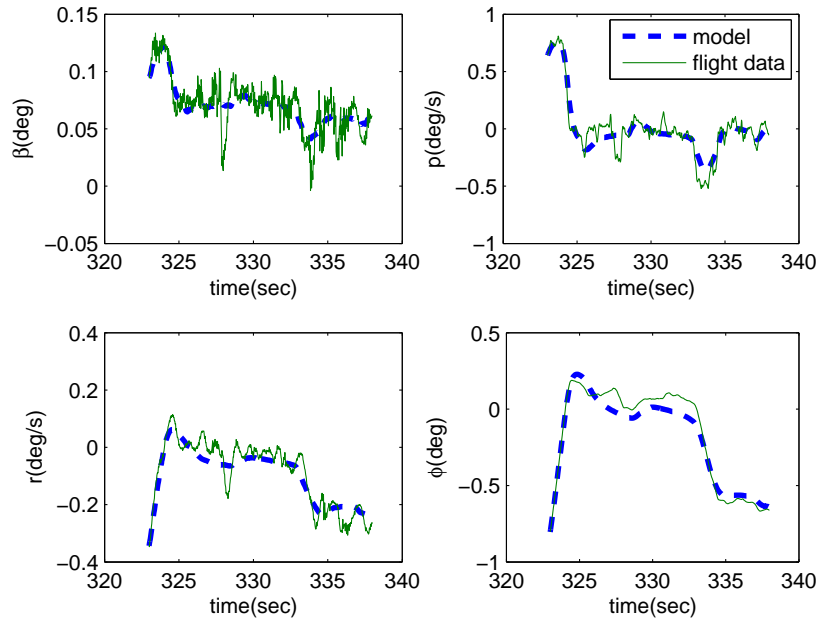 0.15
0.1
0.05
0
−0.05
β(deg)
320 325 330 335 340
time(sec)
1
0.5
0
−0.5
−1
p(deg/s)
320 325 330 335 340
time(sec)
model
flight data
0.4
0.2
0
−0.2
−0.4
r(deg/s)
320 325 330 335 340
time(sec)
0.5
0
−0.5
−1
ϕ(deg)
320 325 330 335 340
time(sec)